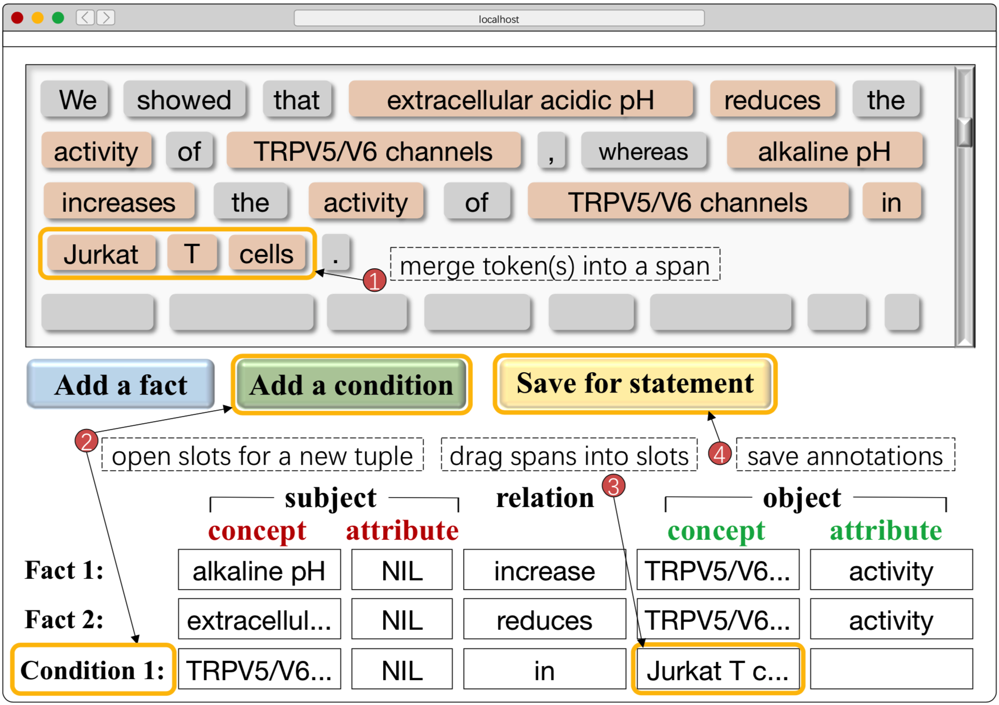 localhost
We showed that extracellular acidic pH reduces the
activity of TRPV5/V6 channels , whereas alkaline pH
increases the activity of TRPV5/V6 channels in
Jurkat T cells .
1 merge token(s) into a span
Add a fact Add a condition Save for statement
2 open slots for a new tuple drag spans into slots 4 save annotations
3
subject relation object
concept attribute concept attribute
Fact 1: alkaline pH NIL increase TRPV5/V6... activity
Fact 2: extracellul... NIL reduces TRPV5/V6... activity
Condition 1: TRPV5/V6... NIL in Jurkat T c...